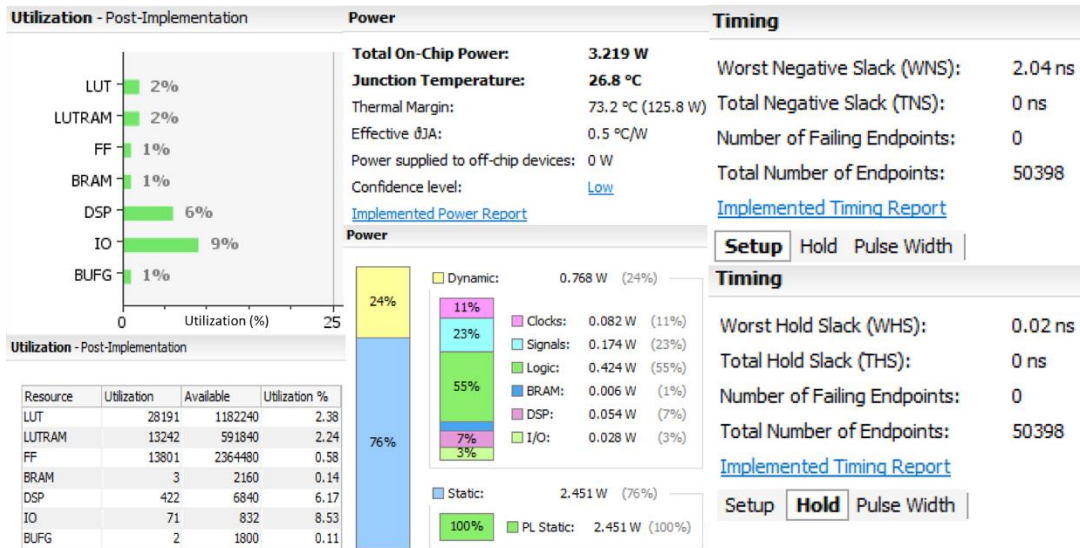 Utilization - Post-Implementation
LUT 2%
LUTRAM 2%
FF 1%
BRAM 1%
DSP 6%
IO 9%
BUFG 1%
0 Utilization (%) 25
Utilization - Post-Implementation
Resource Utilization Available Utilization %
LUT 28191 1182240 2.38
LUTRAM 13242 591840 2.24
FF 13801 2364480 0.58
BRAM 3 2160 0.14
DSP 422 6840 6.17
IO 71 832 8.53
BUFG 2 1800 0.11
Power
Total On-Chip Power: 3.219 W
Junction Temperature: 26.8 °C
Thermal Margin: 73.2 °C (125.8 W)
Effective ϑJA: 0.5 °C/W
Power supplied to off-chip devices: 0 W
Confidence level: Low
Implemented Power Report
Power
24%
76%
Dynamic: 0.768 W (24%)
11%
23%
55%
7%
3%
Clocks: 0.082 W (11%)
Signals: 0.174 W (23%)
Logic: 0.424 W (55%)
BRAM: 0.006 W (1%)
DSP: 0.054 W (7%)
I/O: 0.028 W (3%)
Static: 2.451 W (76%)
100% PL Static: 2.451 W (100%)
Timing
Worst Negative Slack (WNS): 2.04 ns
Total Negative Slack (TNS): 0 ns
Number of Failing Endpoints: 0
Total Number of Endpoints: 50398
Implemented Timing Report
Setup Hold Pulse Width
Timing
Worst Hold Slack (WHS): 0.02 ns
Total Hold Slack (THS): 0 ns
Number of Failing Endpoints: 0
Total Number of Endpoints: 50398
Implemented Timing Report
Setup Hold Pulse Width